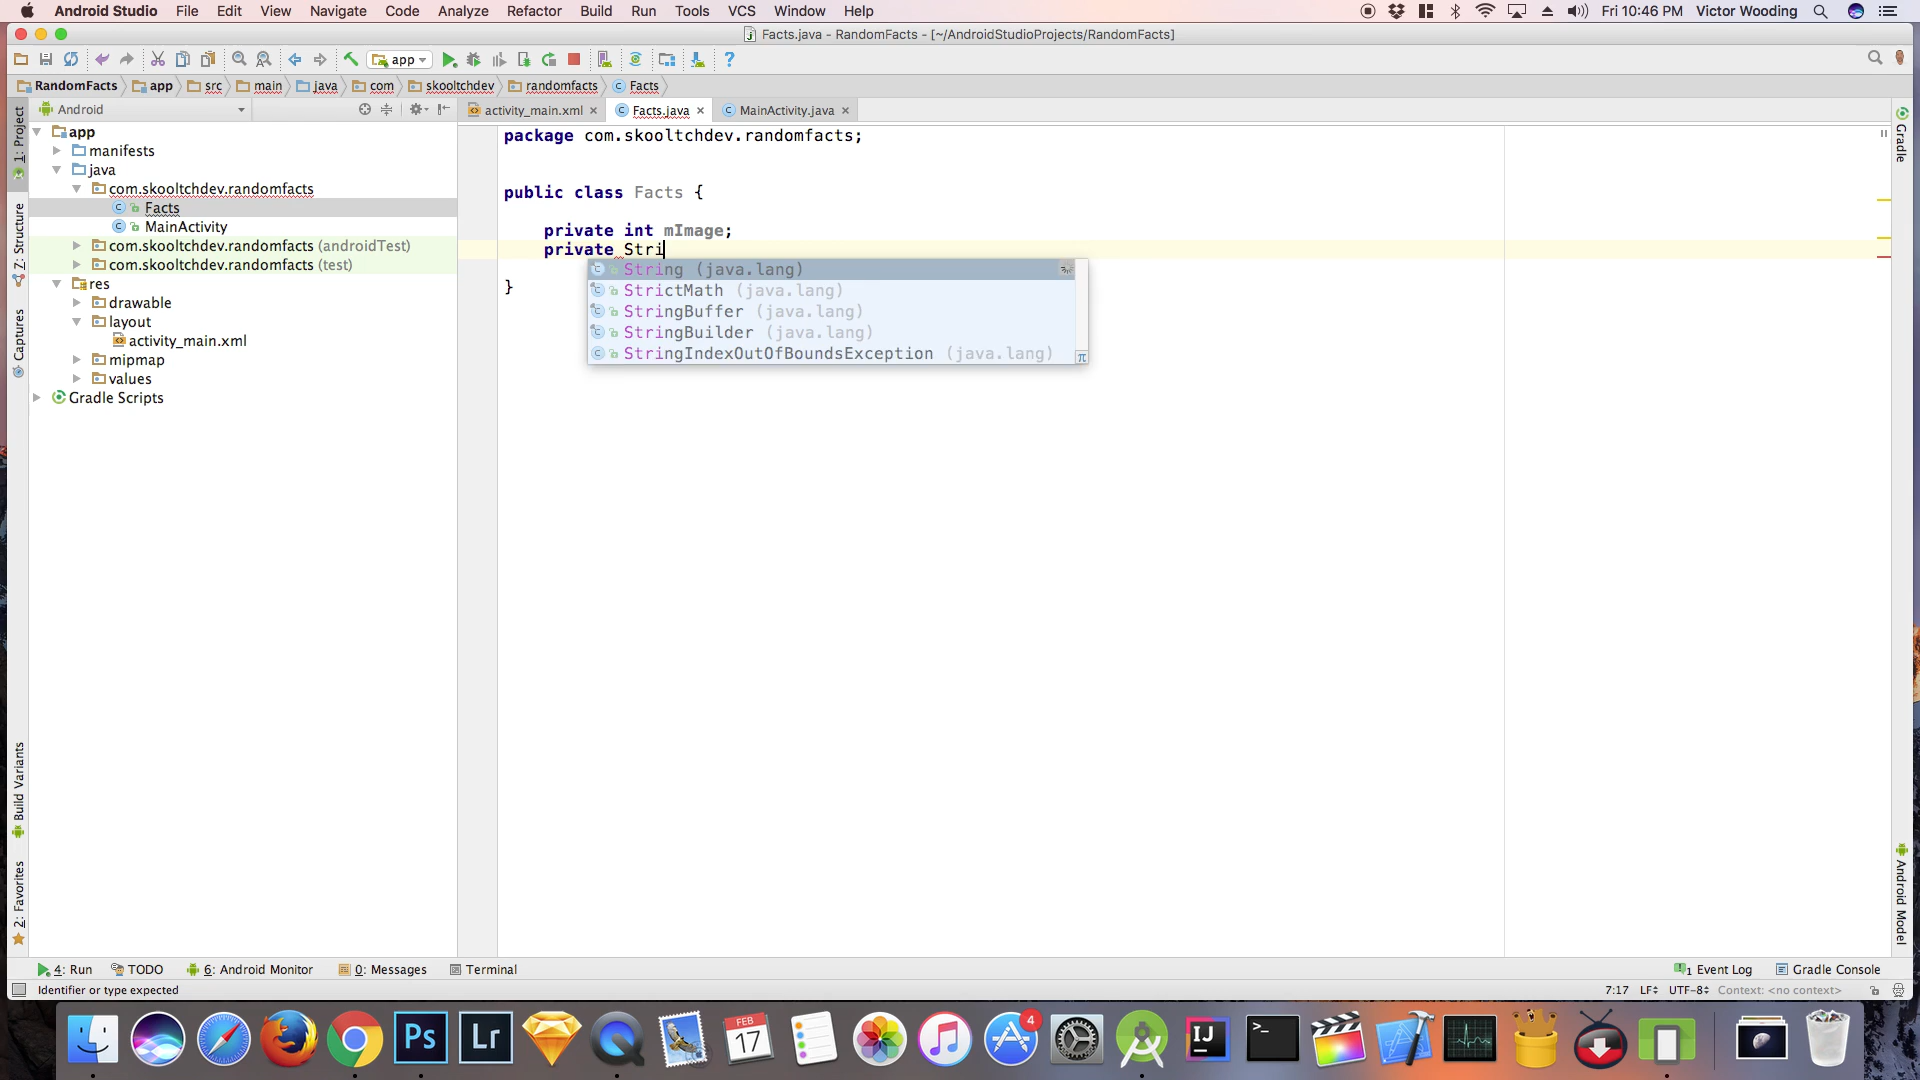 Android Studio File Edit View Navigate Code Analyze Refactor Build Run Tools VCS Window Help Fri 10:46 PM Victor Wooding
Facts.java - RandomFacts - [~/AndroidStudioProjects/RandomFacts]
app
RandomFacts app src main java com skooltchdev randomfacts Facts
Android
activity_main.xml Facts.java MainActivity.java
1: Project
Z: Structure
Captures
Build Variants
2: Favorites
app
manifests
java
com.skooltchdev.randomfacts
Facts
MainActivity
com.skooltchdev.randomfacts (androidTest)
com.skooltchdev.randomfacts (test)
res
drawable
layout
activity_main.xml
mipmap
values
Gradle Scripts
package com.skooltchdev.randomfacts;
public class Facts {
private int mImage;
private Stri
String (java.lang)
StrictMath (java.lang)
StringBuffer (java.lang)
StringBuilder (java.lang)
StringIndexOutOfBoundsException (java.lang)
π
}
Gradle
Android Model
4: Run TODO 6: Android Monitor 0: Messages Terminal 1 Event Log Gradle Console
Identifier or type expected 7:17 LF UTF-8 Context: <no context>
Ps Lr FEB 17 4 IJ >_